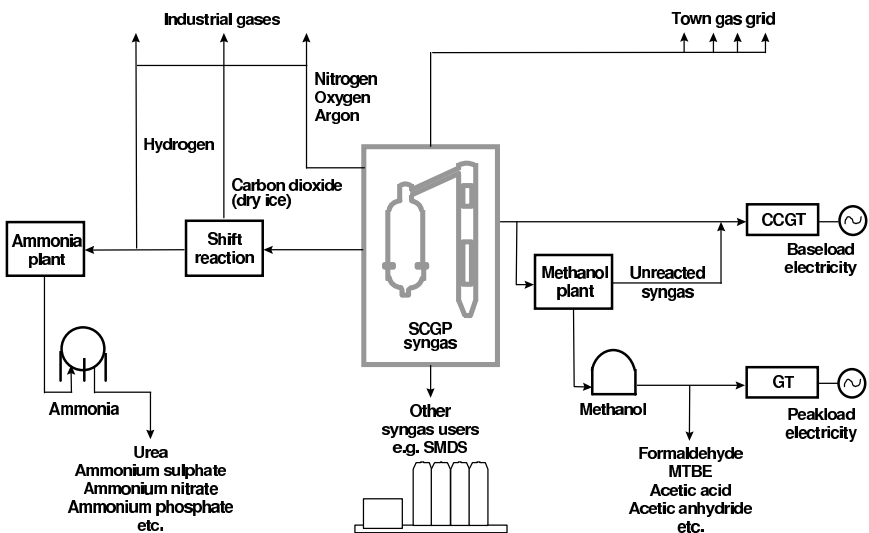 Industrial gases
Town gas grid
Nitrogen
Oxygen
Argon
Hydrogen
Carbon dioxide
(dry ice)
Ammonia
plant
Shift
reaction
SCGP
syngas
CCGT
Baseload
electricity
Methanol
plant
Unreacted
syngas
Ammonia
Urea
Ammonium sulphate
Ammonium nitrate
Ammonium phosphate
etc.
Other
syngas users
e.g. SMDS
Methanol
GT
Peakload
electricity
Formaldehyde
MTBE
Acetic acid
Acetic anhydride
etc.